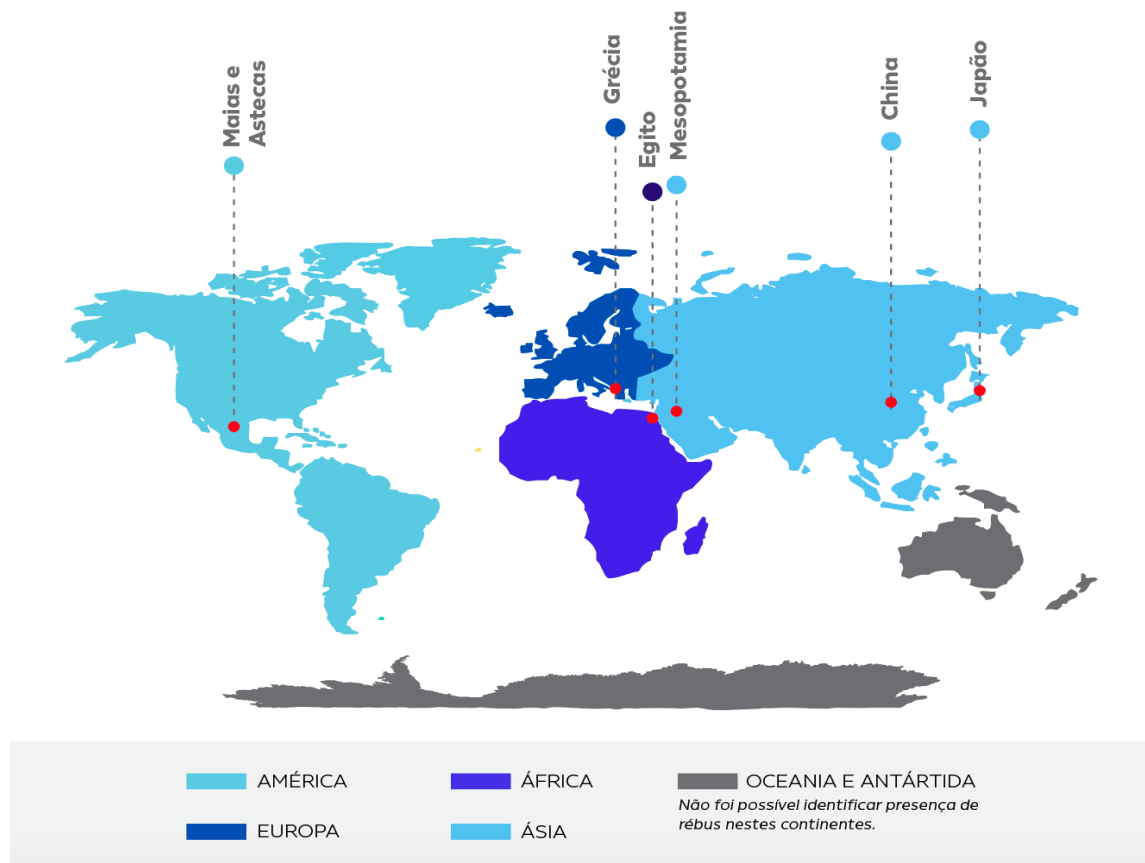 Maias e
Astecas
Grécia
Egito
Mesopotamia
China
Japão
AMÉRICA
EUROPA
ÁFRICA
ÁSIA
OCEANIA E ANTÁRTIDA
Não foi possível identificar presença de
rébus nestes continentes.